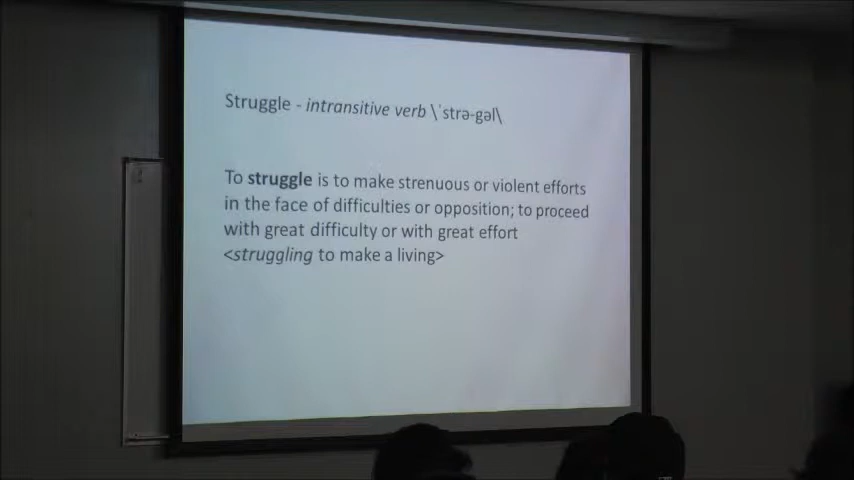 Struggle - intransitive verb \ˈstrə-gəl\
To struggle is to make strenuous or violent efforts
in the face of difficulties or opposition; to proceed
with great difficulty or with great effort
<struggling to make a living>